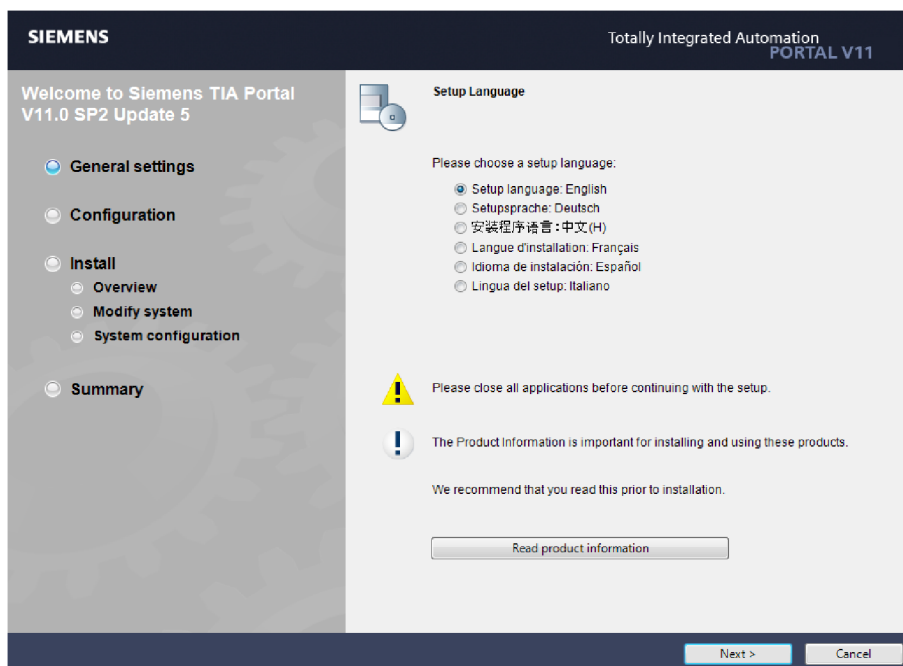 SIEMENS
Totally Integrated Automation
PORTAL V11
Welcome to Siemens TIA Portal
V11.0 SP2 Update 5
General settings
Configuration
Install
Overview
Modify system
System configuration
Summary
Setup Language
Please choose a setup language:
Setup language: English
Setupsprache: Deutsch
安装程序语言:中文(H)
Langue d'installation: Français
Idioma de instalación: Español
Lingua del setup: Italiano
Please close all applications before continuing with the setup.
The Product Information is important for installing and using these products.
We recommend that you read this prior to installation.
Read product information
Next >
Cancel